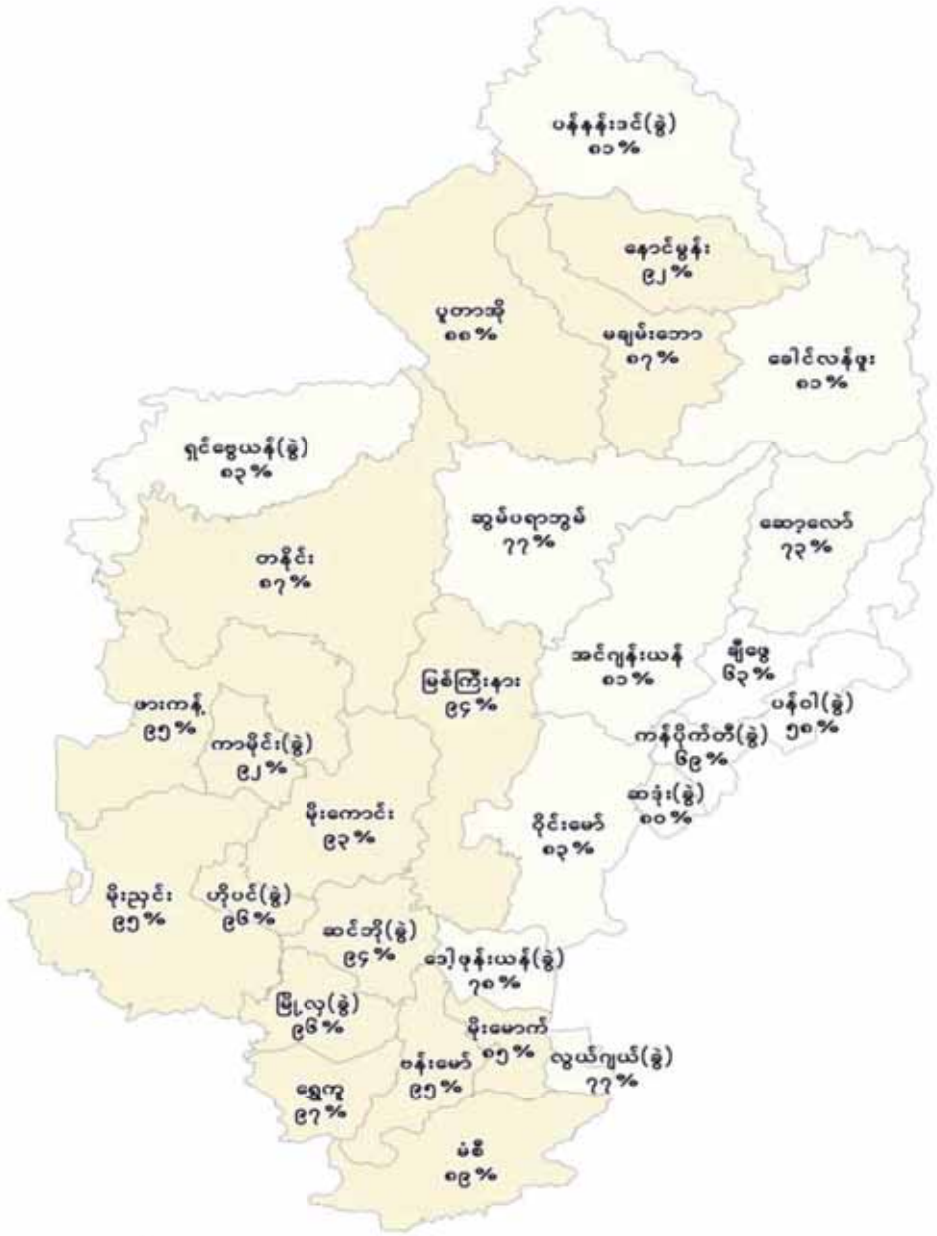 ပန်နန်းဒင်(ခွဲ)
၈၁%
နောင်မွန်း
၉၂%
ပူတာအို
၈၈%
မချမ်းဘော
၈၇%
ခေါင်လန်ဖူး
၈၁%
ရှင်ဗွေယန်(ခွဲ)
၈၃%
ဆွမ်ပရာဘွမ်
၇၇%
ဆော့လော်
၇၃%
တနိုင်း
၈၇%
အင်ဂျန်းယန်
၈၁%
ချီဖွေ
၆၃%
မြစ်ကြီးနား
၉၄%
ပန်ဝါ(ခွဲ)
၅၈%
ဖားကန့်
၉၅%
ကာမိုင်း(ခွဲ)
၉၂%
ကန်ပိုက်တီ(ခွဲ)
၆၉%
ဆဒုံး(ခွဲ)
၈၀%
မိုးကောင်း
၉၃%
ဝိုင်းမော်
၈၃%
မိုးညှင်း
၉၅%
ဟိုပင်(ခွဲ)
၉၆%
ဆင်ဘို(ခွဲ)
၉၄%
ဒေါ့ဖုန်းယန်(ခွဲ)
၇၈%
မြို့လှ(ခွဲ)
၉၆%
မိုးမောက်
၈၅%
ဗန်းမော်
၉၅%
လွယ်ဂျယ်(ခွဲ)
၇၇%
ရွှေကူ
၉၇%
မံစီ
၈၉%